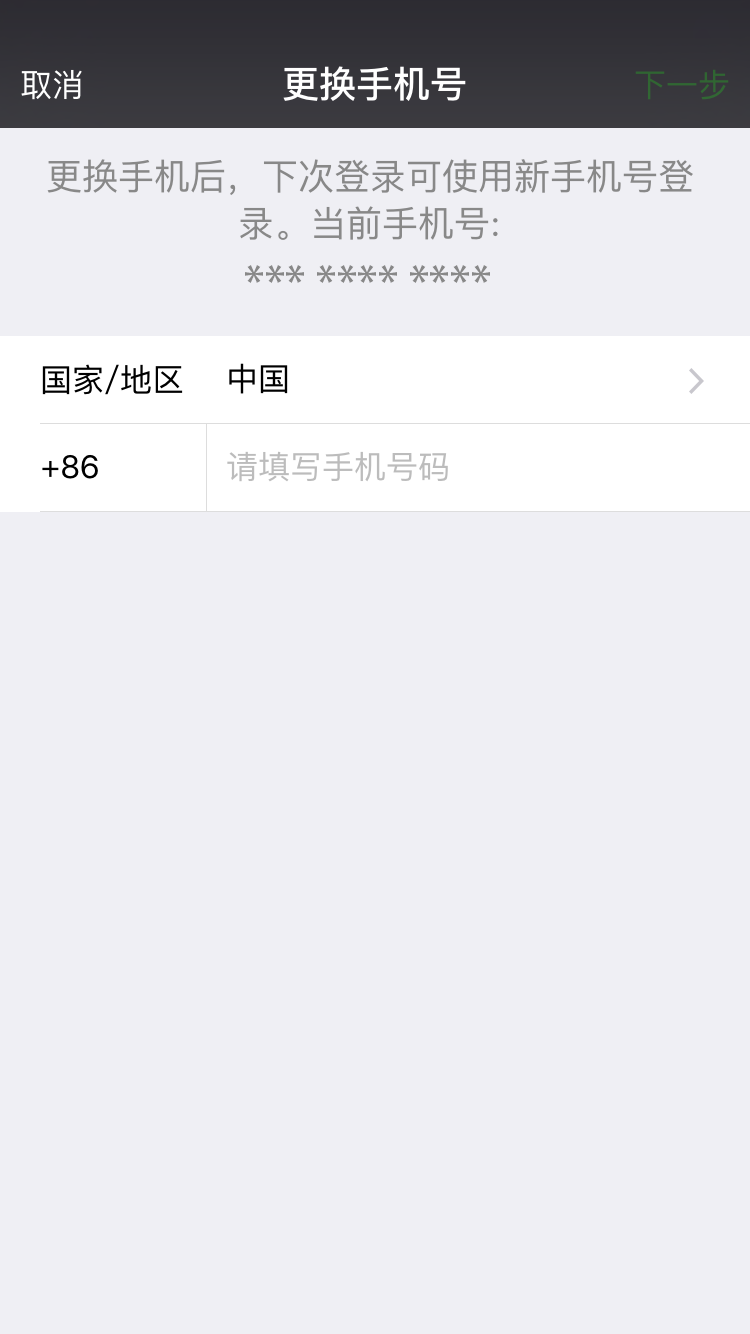 取消 更换手机号 下一步
更换手机后，下次登录可使用新手机号登
录。当前手机号:
*** **** ****
国家/地区 中国
+86 请填写手机号码